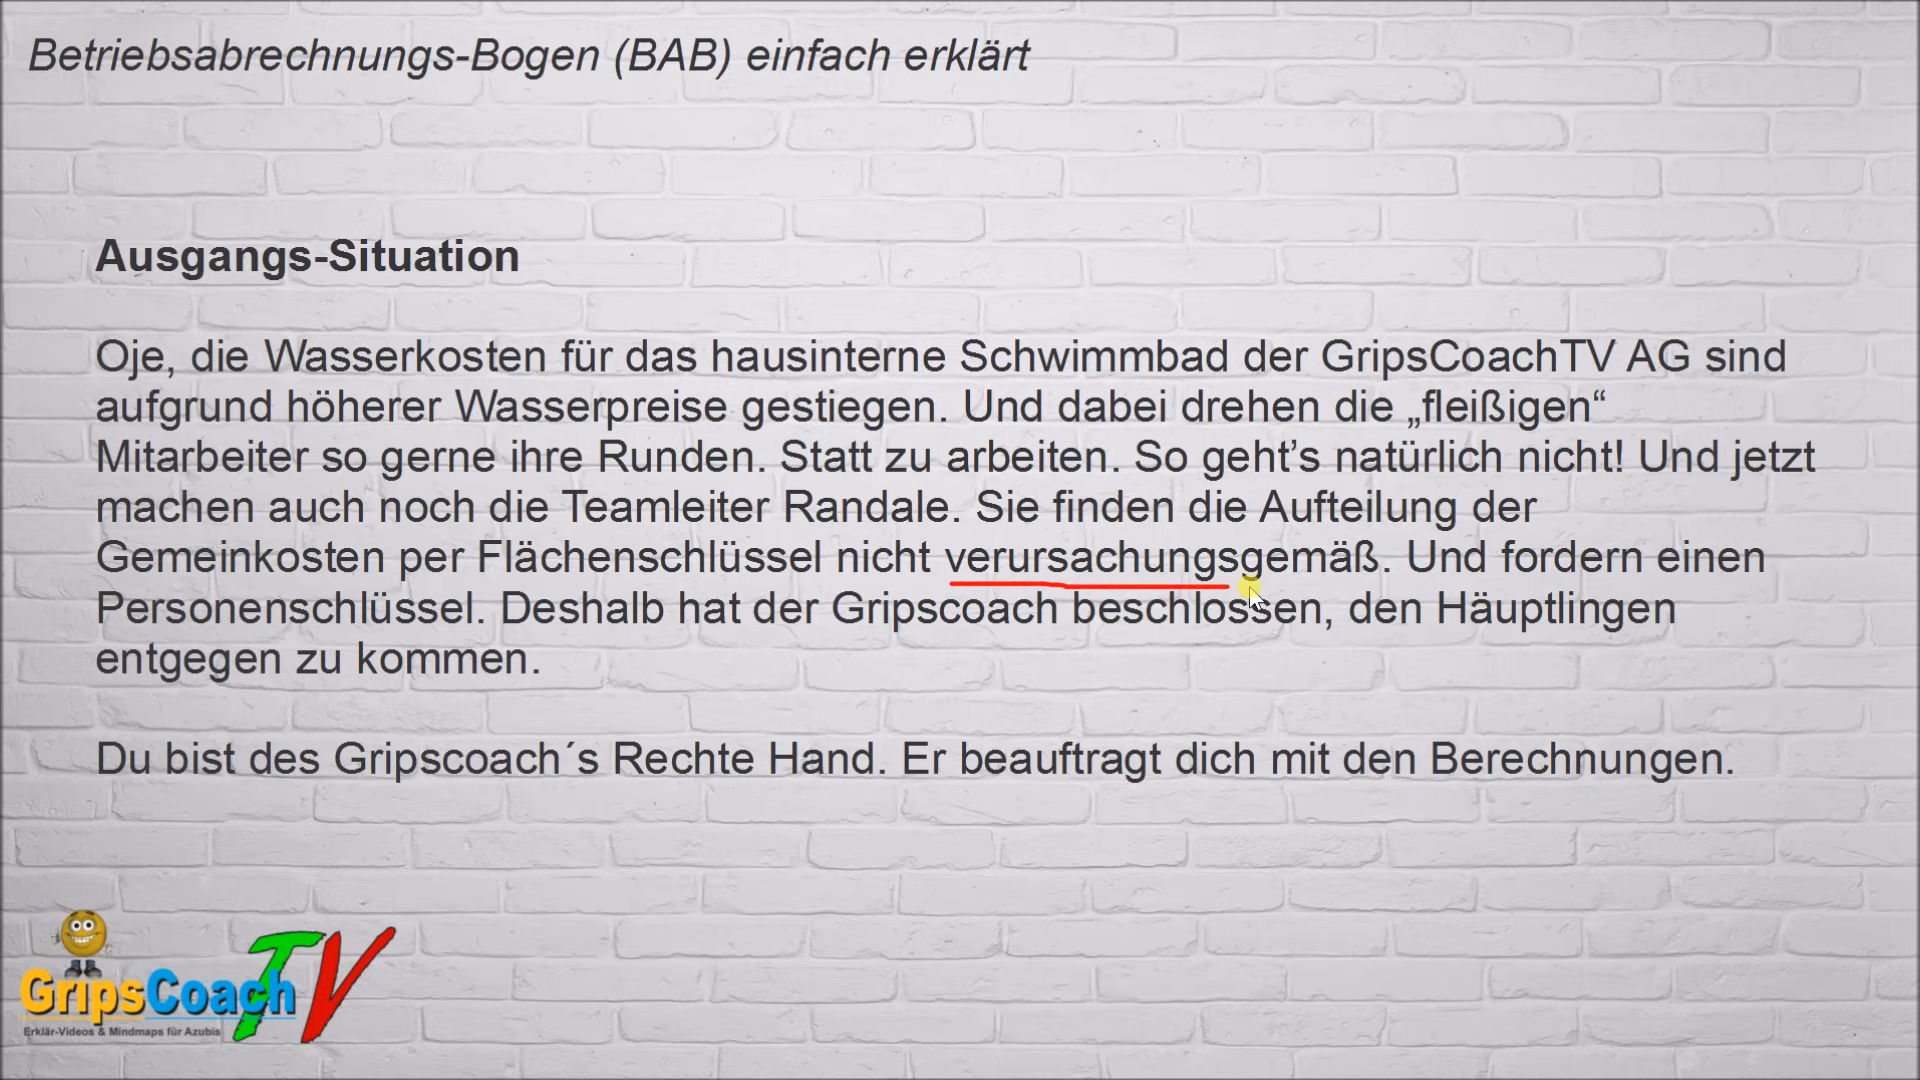 Betriebsabrechnungs-Bogen (BAB) einfach erklärt
Ausgangs-Situation
Oje, die Wasserkosten für das hausinterne Schwimmbad der GripsCoachTV AG sind
aufgrund höherer Wasserpreise gestiegen. Und dabei drehen die „fleißigen“
Mitarbeiter so gerne ihre Runden. Statt zu arbeiten. So geht’s natürlich nicht! Und jetzt
machen auch noch die Teamleiter Randale. Sie finden die Aufteilung der
Gemeinkosten per Flächenschlüssel nicht verursachungsgemäß. Und fordern einen
Personenschlüssel. Deshalb hat der Gripscoach beschlossen, den Häuptlingen
entgegen zu kommen.
Du bist des Gripscoach´s Rechte Hand. Er beauftragt dich mit den Berechnungen.
GripsCoach TV
Erklär-Videos & Mindmaps für Azubis